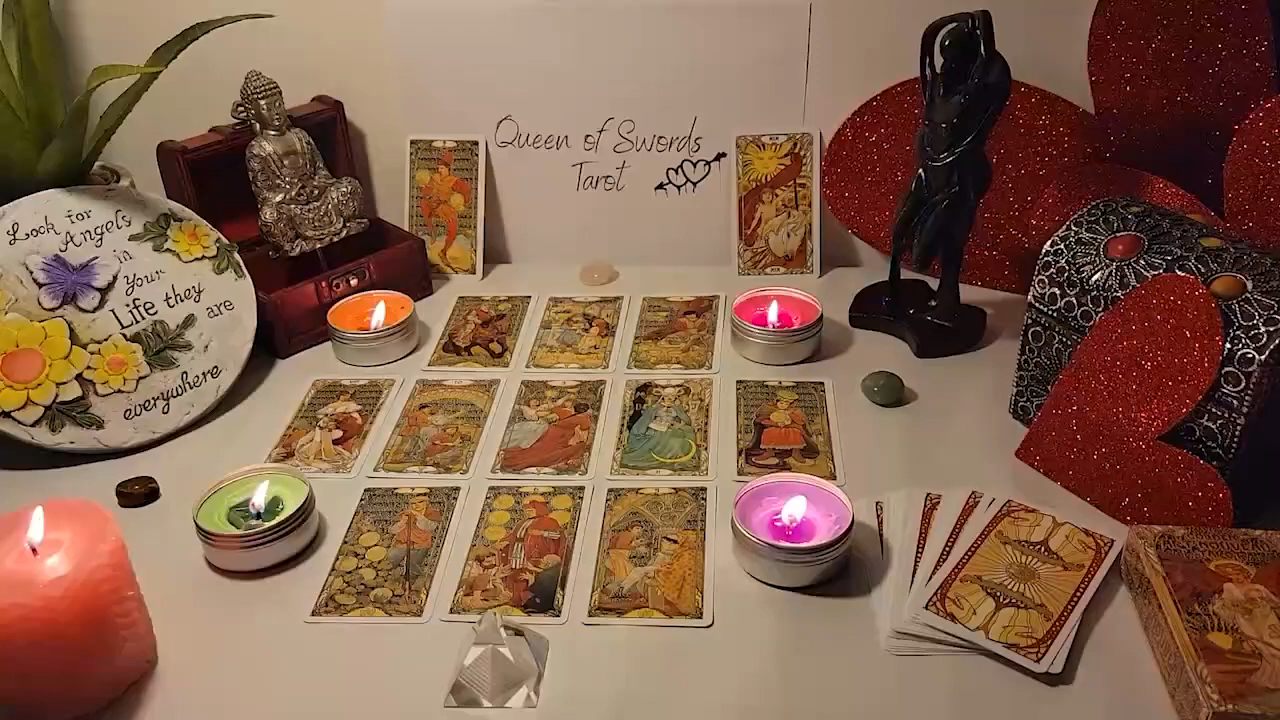 Queen of Swords
Tarot
Look for
Angels
in
Your
Life they
are
everywhere